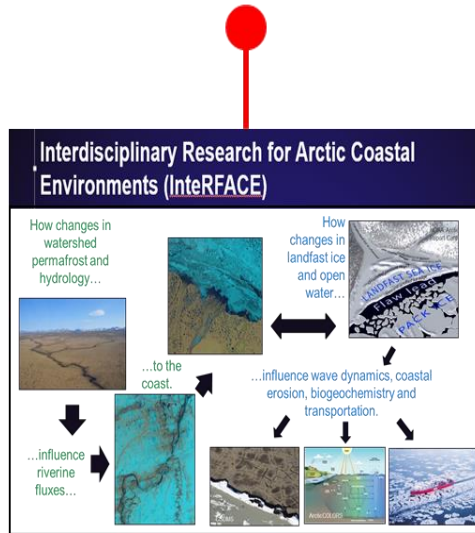 Interdisciplinary Research for Arctic Coastal
Environments (InteRFACE)
How changes in
watershed
permafrost and
hydrology…
…influence
riverine
fluxes…
…to the
coast.
How
changes in
landfast ice
and open
water…
LANDFAST SEA ICE
Flaw lead
PACK ICE
…influence wave dynamics, coastal
erosion, biogeochemistry and
transportation.